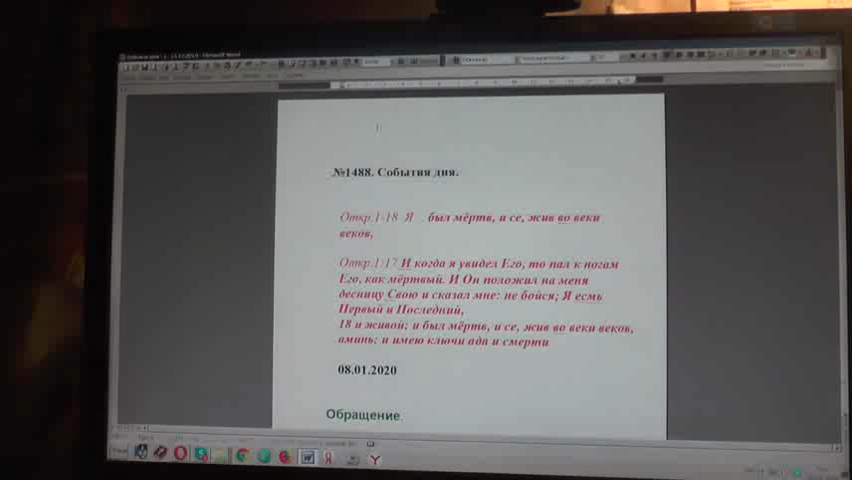 №1488. События дня.
Откр.1:18 Я был мёртв, и се, жив во веки
веков,
Откр.1:17 И когда я увидел Его, то пал к ногам
Его, как мёртвый. И Он положил на меня
десницу Свою и сказал мне: не бойся; Я есмь
Первый и Последний,
18 и живой; и был мёртв, и се, жив во веки веков,
аминь; и имею ключи ада и смерти
08.01.2020
Обращение.